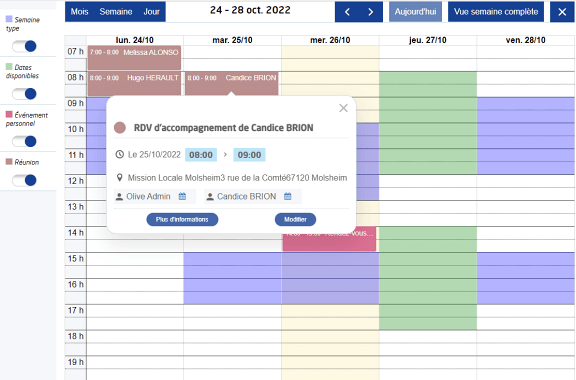 Mois Semaine Jour
24 - 28 oct. 2022
Aujourd'hui
Vue semaine complète
Semaine type
Dates disponibles
Événement personnel
Réunion
lun. 24/10 mar. 25/10 mer. 26/10 jeu. 27/10 ven. 28/10
07 h
7:00 - 8:00 Melissa ALONSO
08 h
8:00 - 9:00 Hugo HERAULT
8:00 - 9:00 Candice BRION
09 h
10 h
11 h
12 h
13 h
14 h
15 h
16 h
17 h
18 h
19 h
RDV d'accompagnement de Candice BRION
Le 25/10/2022 08:00 > 09:00
Mission Locale Molsheim3 rue de la Comté67120 Molsheim
Olive Admin
Candice BRION
Plus d'informations
Modifier